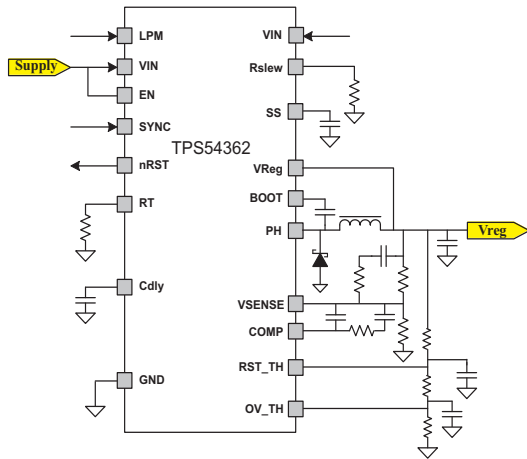 LPM
VIN
Supply
VIN
Rslew
EN
SS
SYNC
TPS54362
nRST
VReg
BOOT
RT
PH
Vreg
Cdly
VSENSE
COMP
RST_TH
GND
OV_TH